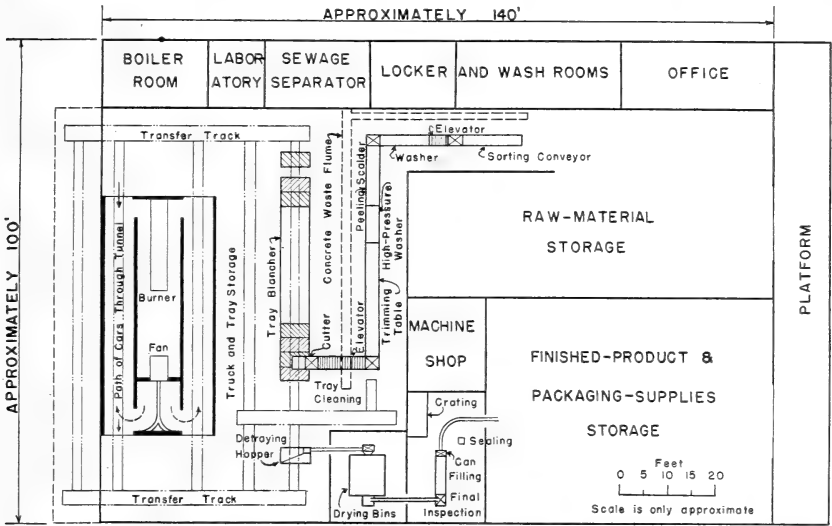 APPROXIMATELY 140'
BOILER
ROOM
LABOR
ATORY
SEWAGE
SEPARATOR
LOCKER
AND WASH ROOMS
OFFICE
Transfer Track
Elevator
Washer
Sorting Conveyor
Concrete Waste Flume
Peeling Scalder
High-Pressure
Washer
RAW-MATERIAL
STORAGE
PLATFORM
APPROXIMATELY 100'
Path of Cars Through Tunnel
Burner
Fan
Truck and Tray Storage
Tray Blancher
Cutter
Elevator
Trimming
Table
MACHINE
SHOP
FINISHED-PRODUCT &
PACKAGING-SUPPLIES
STORAGE
Tray
Cleaning
Crating
Detraying
Hopper
Sealing
Can
Filling
Feet
0 5 10 15 20
Scale is only approximate
Transfer Track
Drying Bins
Final
Inspection